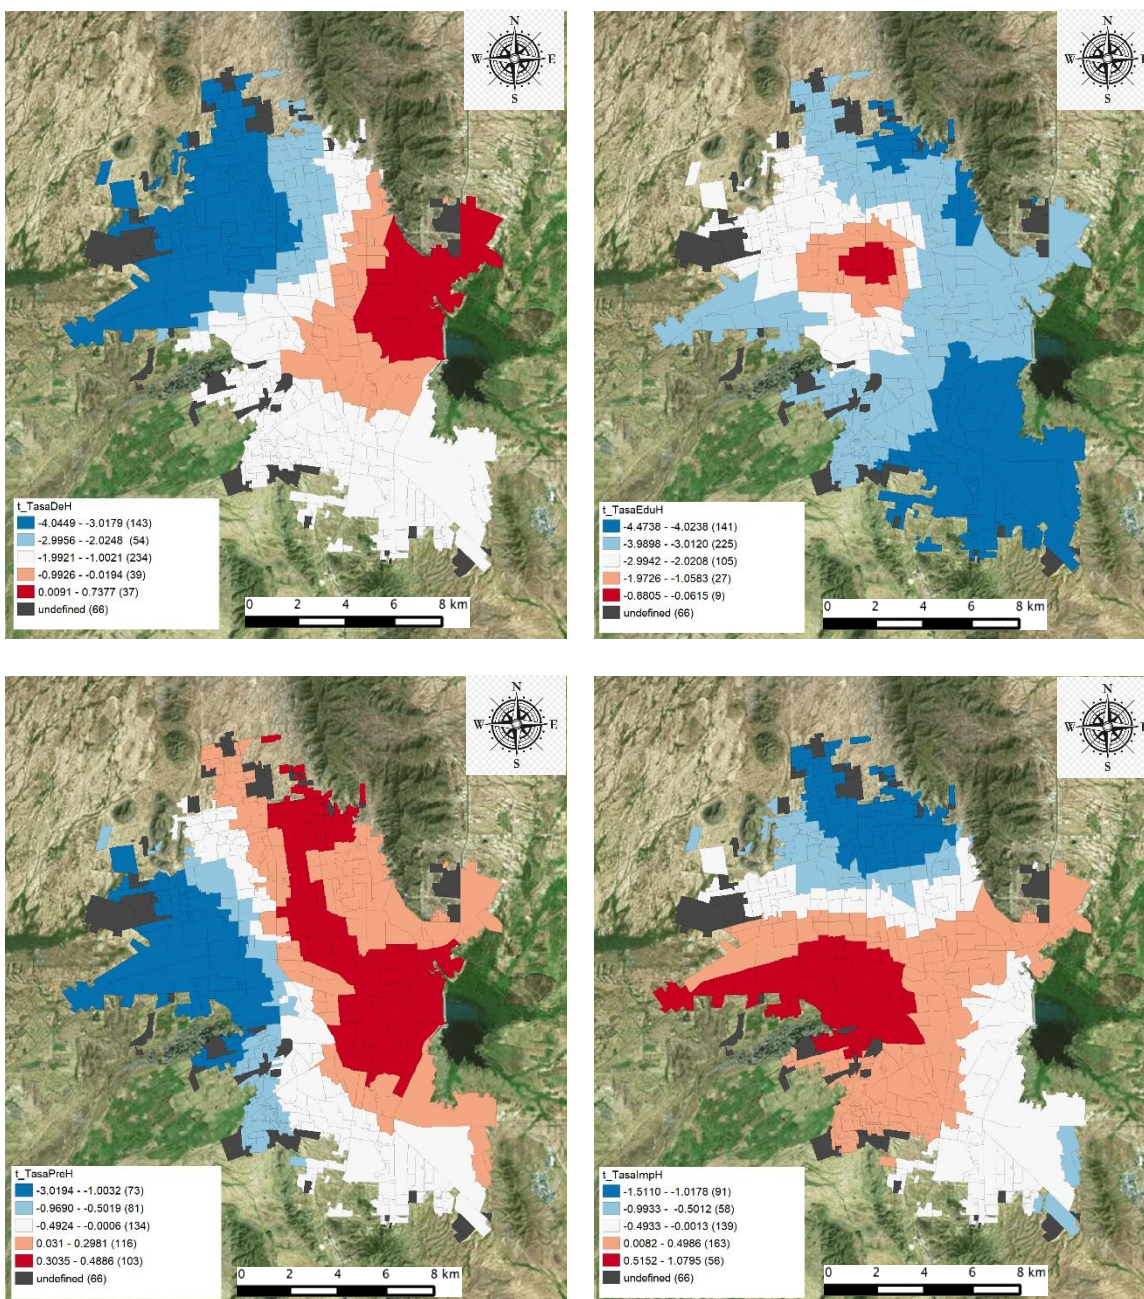 N
W E
S
t_TasaDeH
-4.0449 - -3.0179 (143)
-2.9956 - -2.0248 (54)
-1.9921 - -1.0021 (234)
-0.9926 - -0.0194 (39)
0.0091 - 0.7377 (37)
undefined (66)
0 2 4 6 8 km
N
W E
S
t_TasaEduH
-4.4738 - -4.0238 (141)
-3.9898 - -3.0120 (225)
-2.9942 - -2.0208 (105)
-1.9726 - -1.0583 (27)
-0.8805 - -0.0615 (9)
undefined (66)
0 2 4 6 8 km
N
W E
S
t_TasaPreH
-3.0194 - -1.0032 (73)
-0.9690 - -0.5019 (81)
-0.4924 - -0.0006 (134)
0.031 - 0.2981 (116)
0.3035 - 0.4886 (103)
undefined (66)
0 2 4 6 8 km
N
W E
S
t_TasaImpH
-1.5110 - -1.0178 (91)
-0.9933 - -0.5012 (58)
-0.4933 - -0.0013 (139)
0.0082 - 0.4986 (163)
0.5152 - 1.0795 (56)
undefined (66)
0 2 4 6 8 km